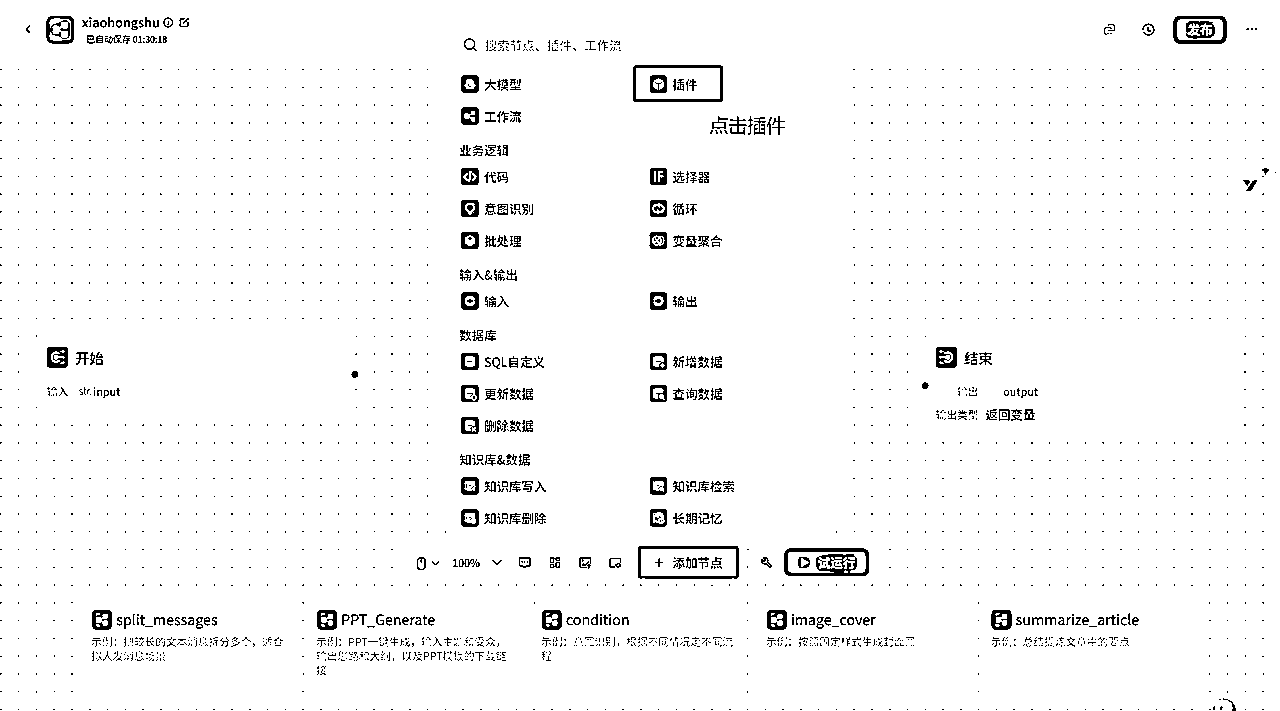 xiaohongshu
已自动保存 01:30:18
发布
搜索节点、插件、工作流
大模型
插件
工作流
点击插件
业务逻辑
代码
选择器
意图识别
循环
批处理
变量聚合
输入&输出
输入
输出
数据库
SQL自定义
新增数据
更新数据
查询数据
删除数据
知识库&数据
知识库写入
知识库检索
知识库删除
长期记忆
开始
输入 str. input
结束
输出 output
输出类型 返回变量
100%
+ 添加节点
试运行
split_messages
示例：把较长的文本消息拆分多个，适合
拟人发消息场景
PPT_Generate
示例：PPT一键生成，输入主题和受众，
输出总结和大纲，以及PPT模板的下载链
接
condition
示例：意图识别，根据不同情况走不同流
程
image_cover
示例：按照固定样式生成封面图
summarize_article
示例：总结提炼文章中的要点